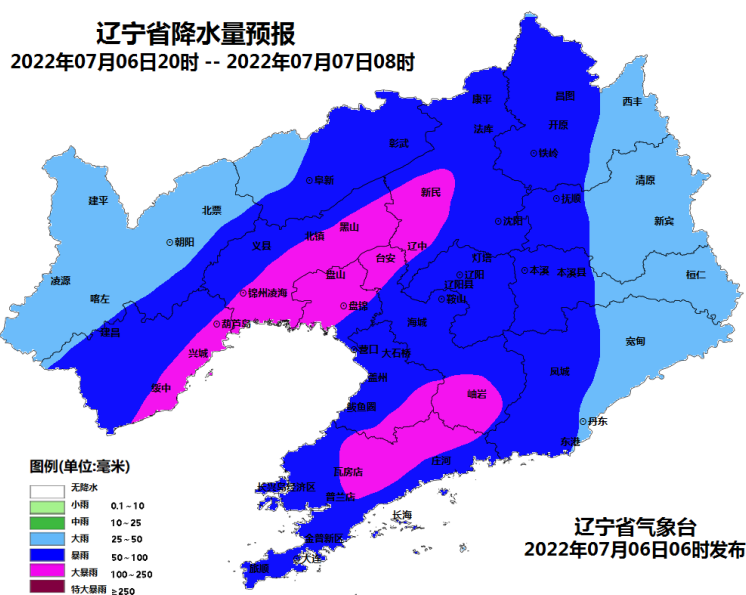 辽宁省降水量预报
2022年07月06日20时 -- 2022年07月07日08时
昌图
西丰
康平
开原
法库
彰武
铁岭
阜新
清原
新民
抚顺
建平
北票
黑山
沈阳
新宾
北镇
朝阳
义县
辽中
台安
灯塔
盘山
辽阳
本溪
本溪县
桓仁
凌源
辽阳县
喀左
锦州凌海
鞍山
盘锦
葫芦岛
海城
建昌
宽甸
兴城
营口
大石桥
凤城
盖州
绥中
岫岩
鲅鱼圈
丹东
东港
庄河
瓦房店
图例(单位:毫米)
长兴岛经济区
无降水
普兰店
小雨 0.1~10
长海
中雨 10~25
辽宁省气象台
大雨 25~50
金普新区
2022年07月06日06时发布
暴雨 50~100
大连
旅顺
大暴雨 100~250
特大暴雨 ≥250